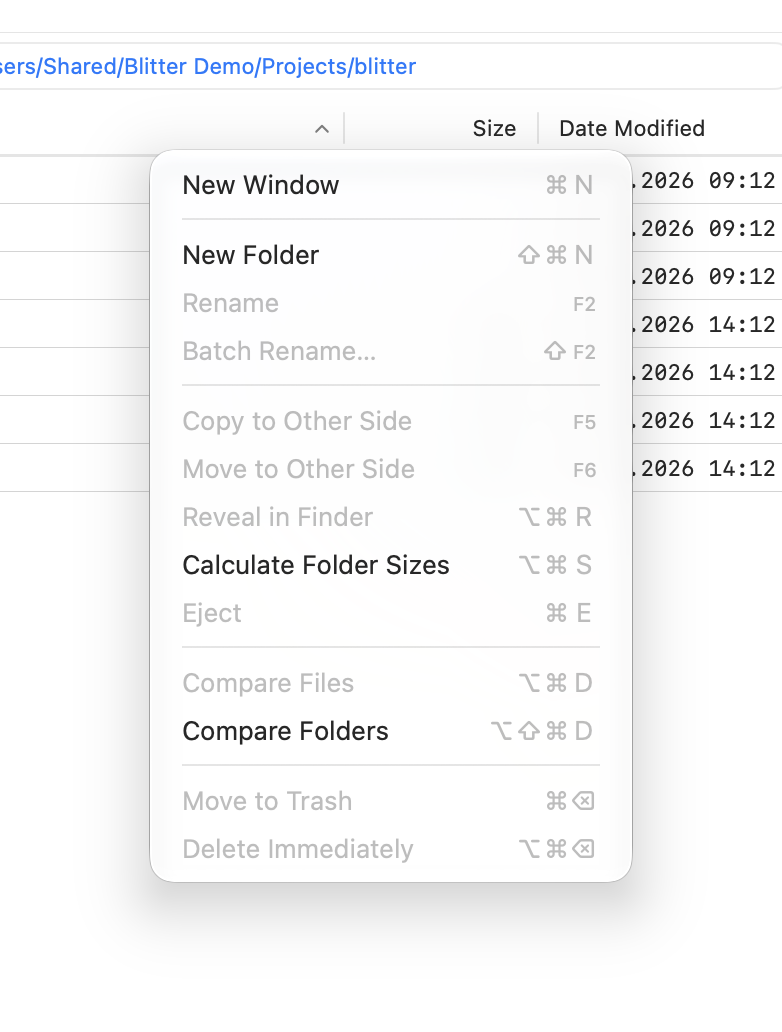 sers/Shared/Blitter Demo/Projects/blitter
Size Date Modified
New Window ⌘ N
.2026 09:12
.2026 09:12
New Folder ⇧ ⌘ N
.2026 09:12
Rename F2
.2026 14:12
Batch Rename... ⇧ F2
.2026 14:12
Copy to Other Side F5
.2026 14:12
Move to Other Side F6
.2026 14:12
Reveal in Finder ⌥ ⌘ R
Calculate Folder Sizes ⌥ ⌘ S
Eject ⌘ E
Compare Files ⌥ ⌘ D
Compare Folders ⌥ ⇧ ⌘ D
Move to Trash ⌘ ⌫
Delete Immediately ⌥ ⌘ ⌫